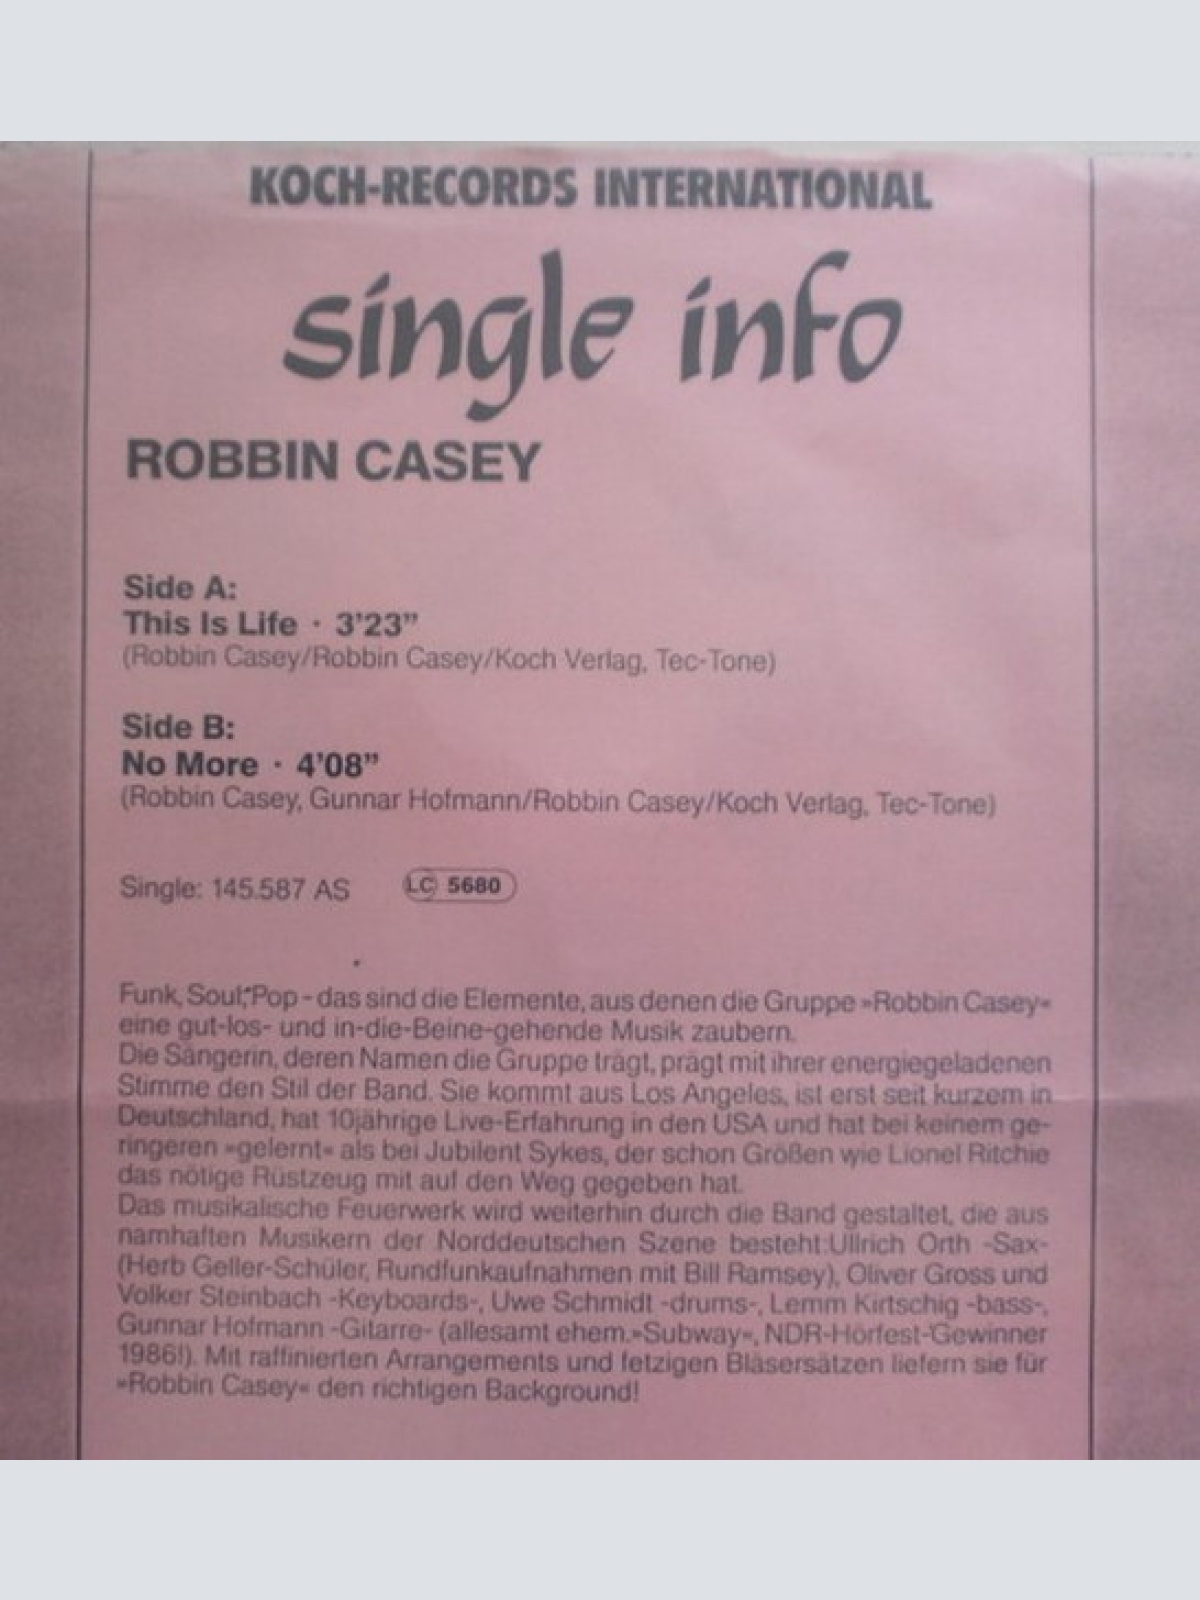 KOCH-RECORDS INTERNATIONAL
single info
ROBBIN CASEY
Side A:
This Is Life · 3’23”
(Robbin Casey/Robbin Casey/Koch Verlag, Tec-Tone)
Side B:
No More · 4’08”
(Robbin Casey, Gunnar Hofmann/Robbin Casey/Koch Verlag, Tec-Tone)
Single: 145.587 AS LC 5680
Funk, Soul, Pop - das sind die Elemente, aus denen die Gruppe »Robbin Casey«
eine gut-los- und in-die-Beine-gehende Musik zaubern.
Die Sängerin, deren Namen die Gruppe trägt, prägt mit ihrer energiegeladenen
Stimme den Stil der Band. Sie kommt aus Los Angeles, ist erst seit kurzem in
Deutschland, hat 10jährige Live-Erfahrung in den USA und hat bei keinem ge-
ringeren »gelernt« als bei Jubilent Sykes, der schon Größen wie Lionel Ritchie
das nötige Rüstzeug mit auf den Weg gegeben hat.
Das musikalische Feuerwerk wird weiterhin durch die Band gestaltet, die aus
namhaften Musikern der Norddeutschen Szene besteht:Ullrich Orth -Sax-
(Herb Geller-Schüler, Rundfunkaufnahmen mit Bill Ramsey), Oliver Gross und
Volker Steinbach -Keyboards-, Uwe Schmidt -drums-, Lemm Kirtschig -bass-,
Gunnar Hofmann -Gitarre- (allesamt ehem.»Subway«, NDR-Hörfest-Gewinner
1986!). Mit raffinierten Arrangements und fetzigen Bläsersätzen liefern sie für
»Robbin Casey« den richtigen Background!